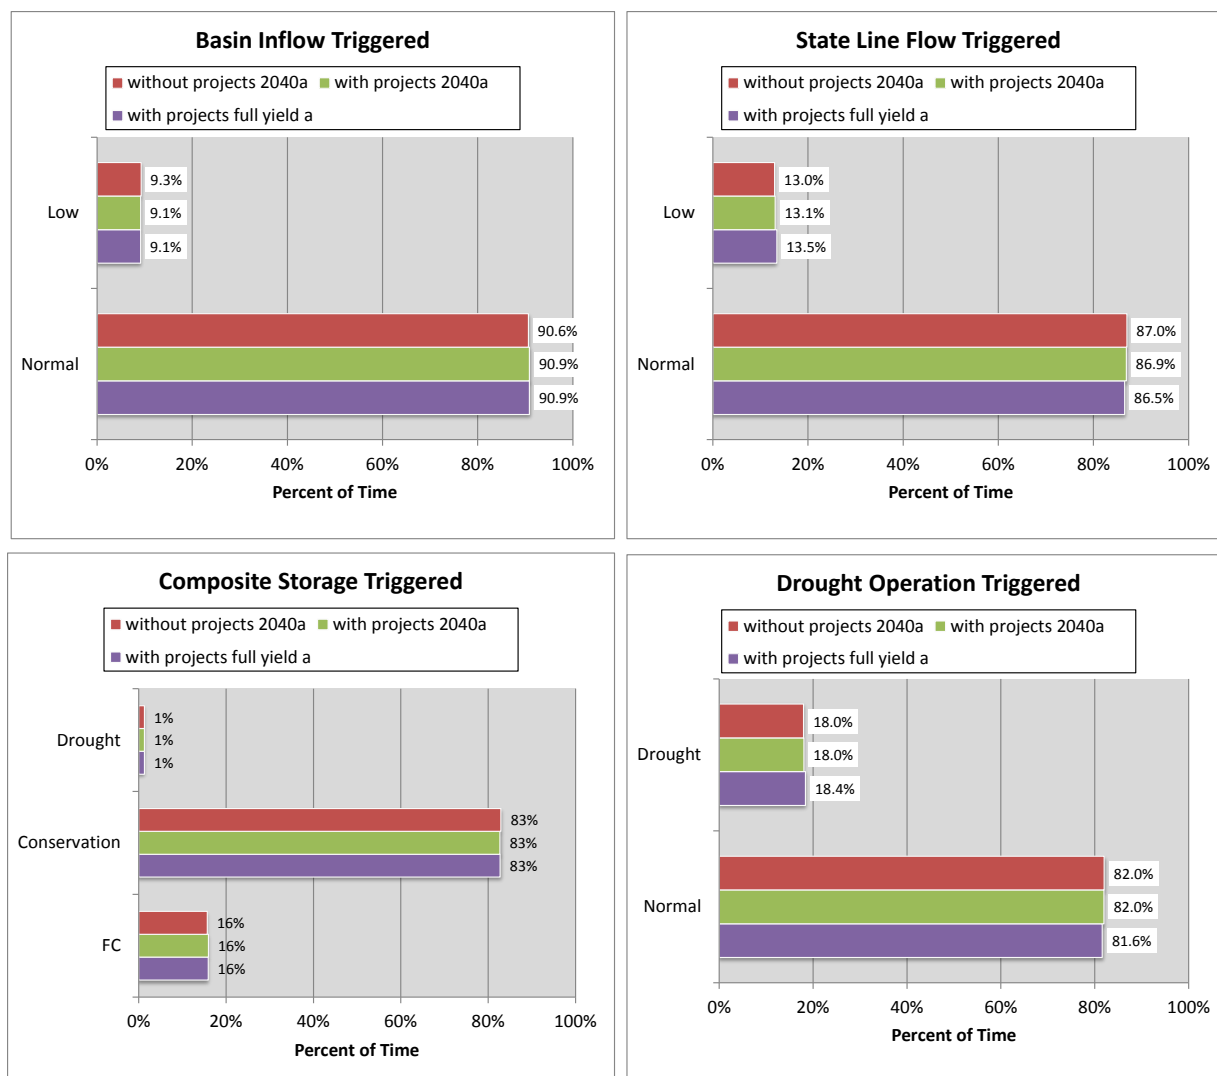 Basin Inflow Triggered
without projects 2040a with projects 2040a
with projects full yield a
Low
9.3%
9.1%
9.1%
Normal
90.6%
90.9%
90.9%
0% 20% 40% 60% 80% 100%
Percent of Time
State Line Flow Triggered
without projects 2040a with projects 2040a
with projects full yield a
Low
13.0%
13.1%
13.5%
Normal
87.0%
86.9%
86.5%
0% 20% 40% 60% 80% 100%
Percent of Time
Composite Storage Triggered
without projects 2040a with projects 2040a
with projects full yield a
Drought
1%
1%
1%
Conservation
83%
83%
83%
FC
16%
16%
16%
0% 20% 40% 60% 80% 100%
Percent of Time
Drought Operation Triggered
without projects 2040a with projects 2040a
with projects full yield a
Drought
18.0%
18.0%
18.4%
Normal
82.0%
82.0%
81.6%
0% 20% 40% 60% 80% 100%
Percent of Time